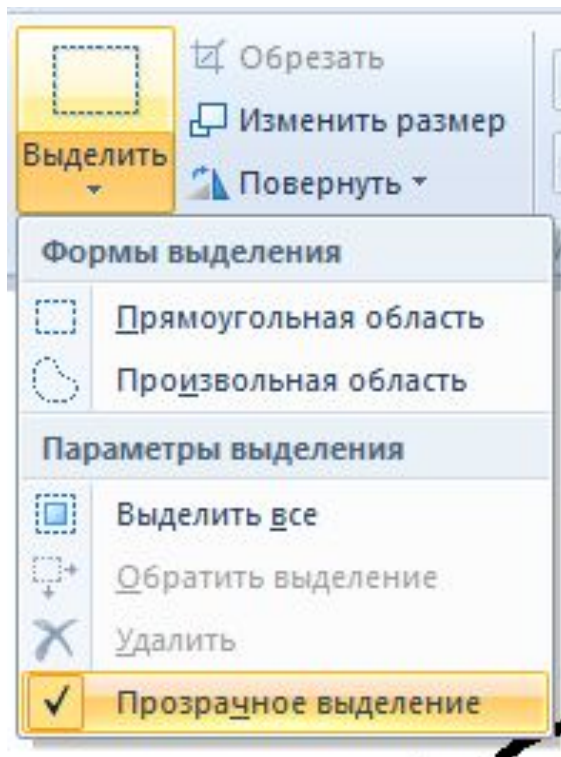 Обрезать
Изменить размер
Выделить
Повернуть
Формы выделения
Прямоугольная область
Произвольная область
Параметры выделения
Выделить все
Обратить выделение
Удалить
Прозрачное выделение